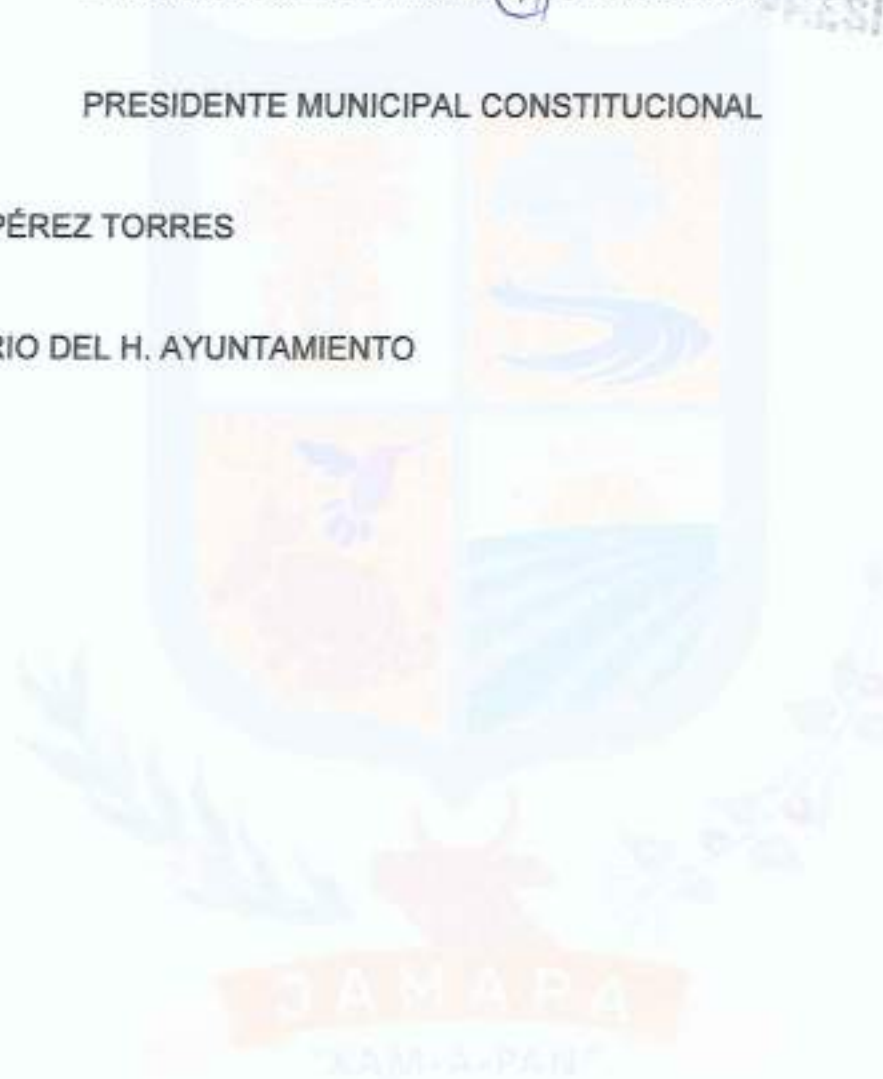 PRESIDENTE MUNICIPAL CONSTITUCIONAL
PÉREZ TORRES
RIO DEL H. AYUNTAMIENTO
JAMAPA
"XAM-A-PAN"